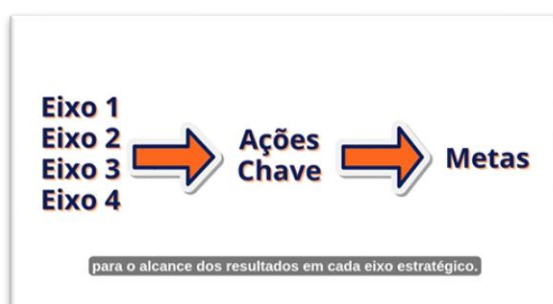 Eixo 1
Eixo 2
Eixo 3
Eixo 4
Ações
Chave
Metas
para o alcance dos resultados em cada eixo estratégico.